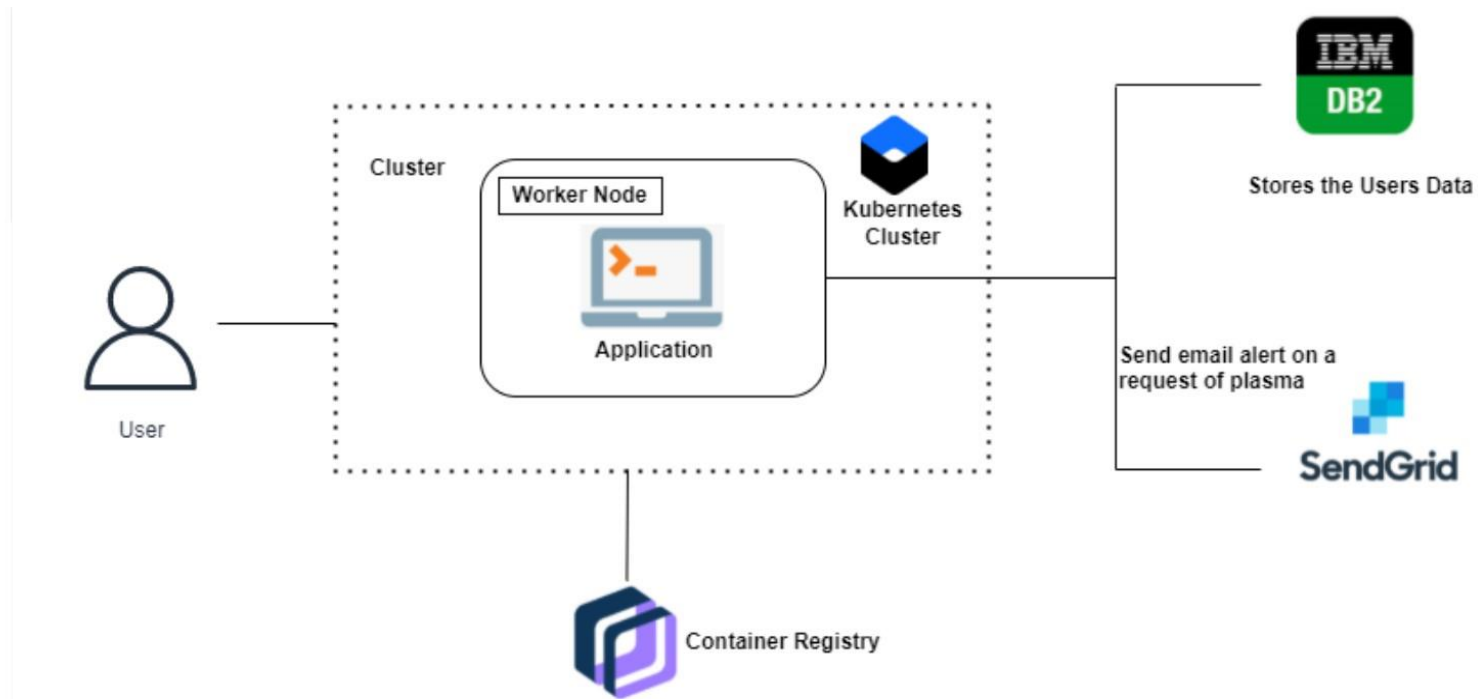 IBM
DB2
Stores the Users Data
Cluster
Worker Node
Kubernetes
Cluster
Application
User
Send email alert on a
request of plasma
SendGrid
Container Registry